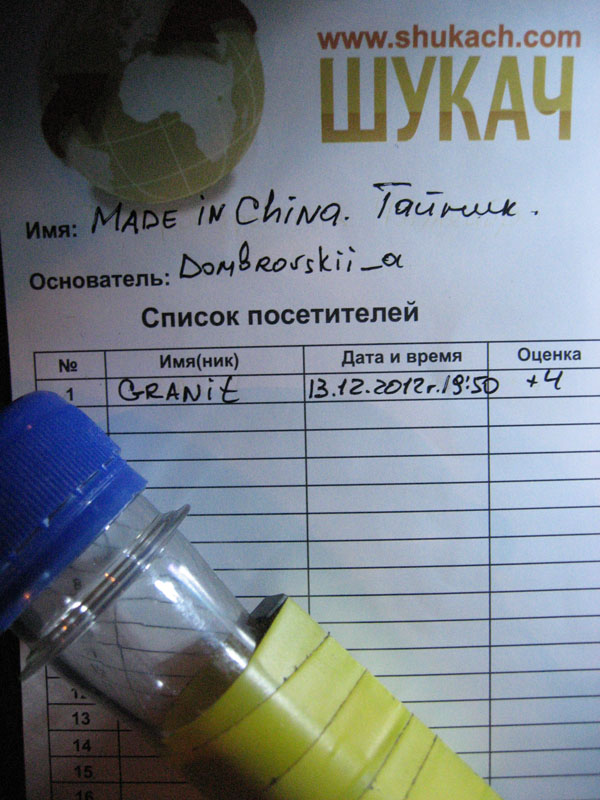 www.shukach.com
ШУКАЧ
Имя: MADE IN China. Тайник.
Основатель: Dombrovskii_a
Список посетителей
№ Имя(ник) Дата и время Оценка
1 GRANIt 13.12.2012г. 19:50 +4
13
14
15
16